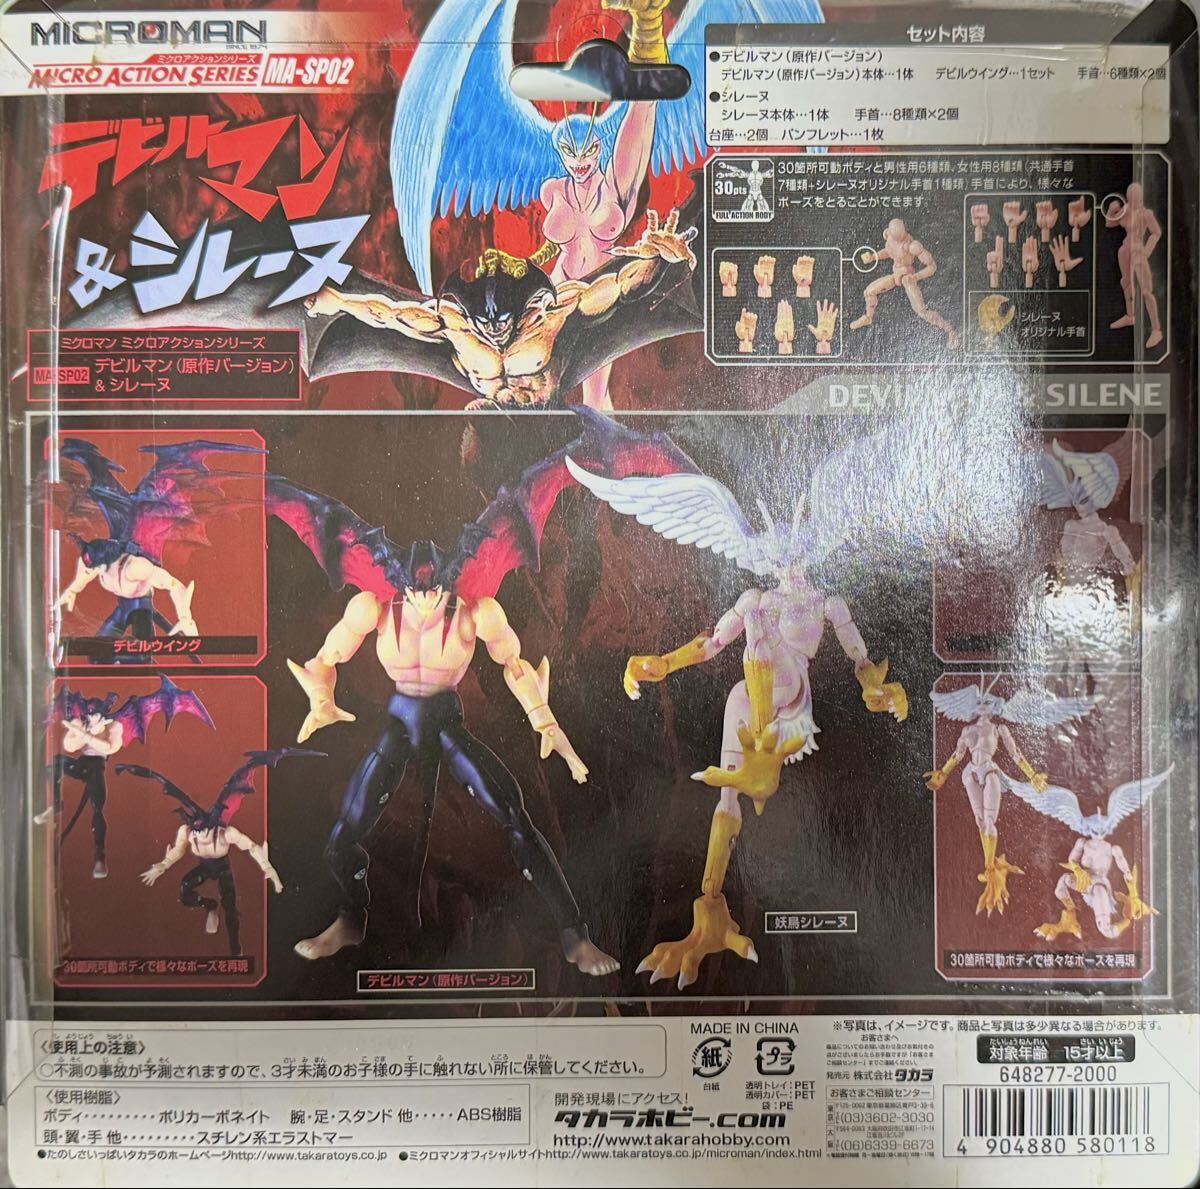 MICROMAN
SINCE 1974
ミクロアクションシリーズ
MICRO ACTION SERIES MA-SP02
デビルマン
&シレーヌ
ミクロマン ミクロアクションシリーズ
MA-SP02 デビルマン(原作バージョン)
& シレーヌ
セット内容
●デビルマン(原作バージョン)
デビルマン(原作バージョン)本体…1体 デビルウイング…1セット 手首…6種類×2個
●シレーヌ
シレーヌ本体…1体 手首…8種類×2個
台座…2個 パンフレット…1枚
30pts
FULL ACTION BODY
30箇所可動ボディと男性用6種類、女性用8種類(共通手首
7種類+シレーヌオリジナル手首1種類)手首により、様々な
ポーズをとることができます。
シレーヌ
オリジナル手首
& SILENE
デビルウイング
30箇所可動ボディで様々なポーズを再現
デビルマン(原作バージョン)
妖鳥シレーヌ
30箇所可動ボディで様々なポーズを再現
〈使用上の注意〉
○不測の事故が予測されますので、3才未満のお子様の手に触れない所に保管してください。
〈使用樹脂〉
ボディ………ポリカーボネイト 腕・足・スタンド 他……ABS樹脂
頭・翼・手 他………スチレン系エラストマー
●たのしさいっぱいタカラのホームページhttp://www.takaratoys.co.jp ●ミクロマンオフィシャルサイトhttp://www.takaratoys.co.jp/microman/index.html
MADE IN CHINA
紙
台紙
プラ
透明トレイ:PET
透明カバー:PET
袋:PE
開発現場にアクセス!
タカラホビー.com
http://www.takarahobby.com
※写真は、イメージです。商品と写真は多少異なる場合があります。
お客さまへ
発売元 株式会社タカラ
お客さまご相談センター
(03)3602-3030
(06)6339-6673
対象年齢 15才以上
648277-2000
4 904880 580118